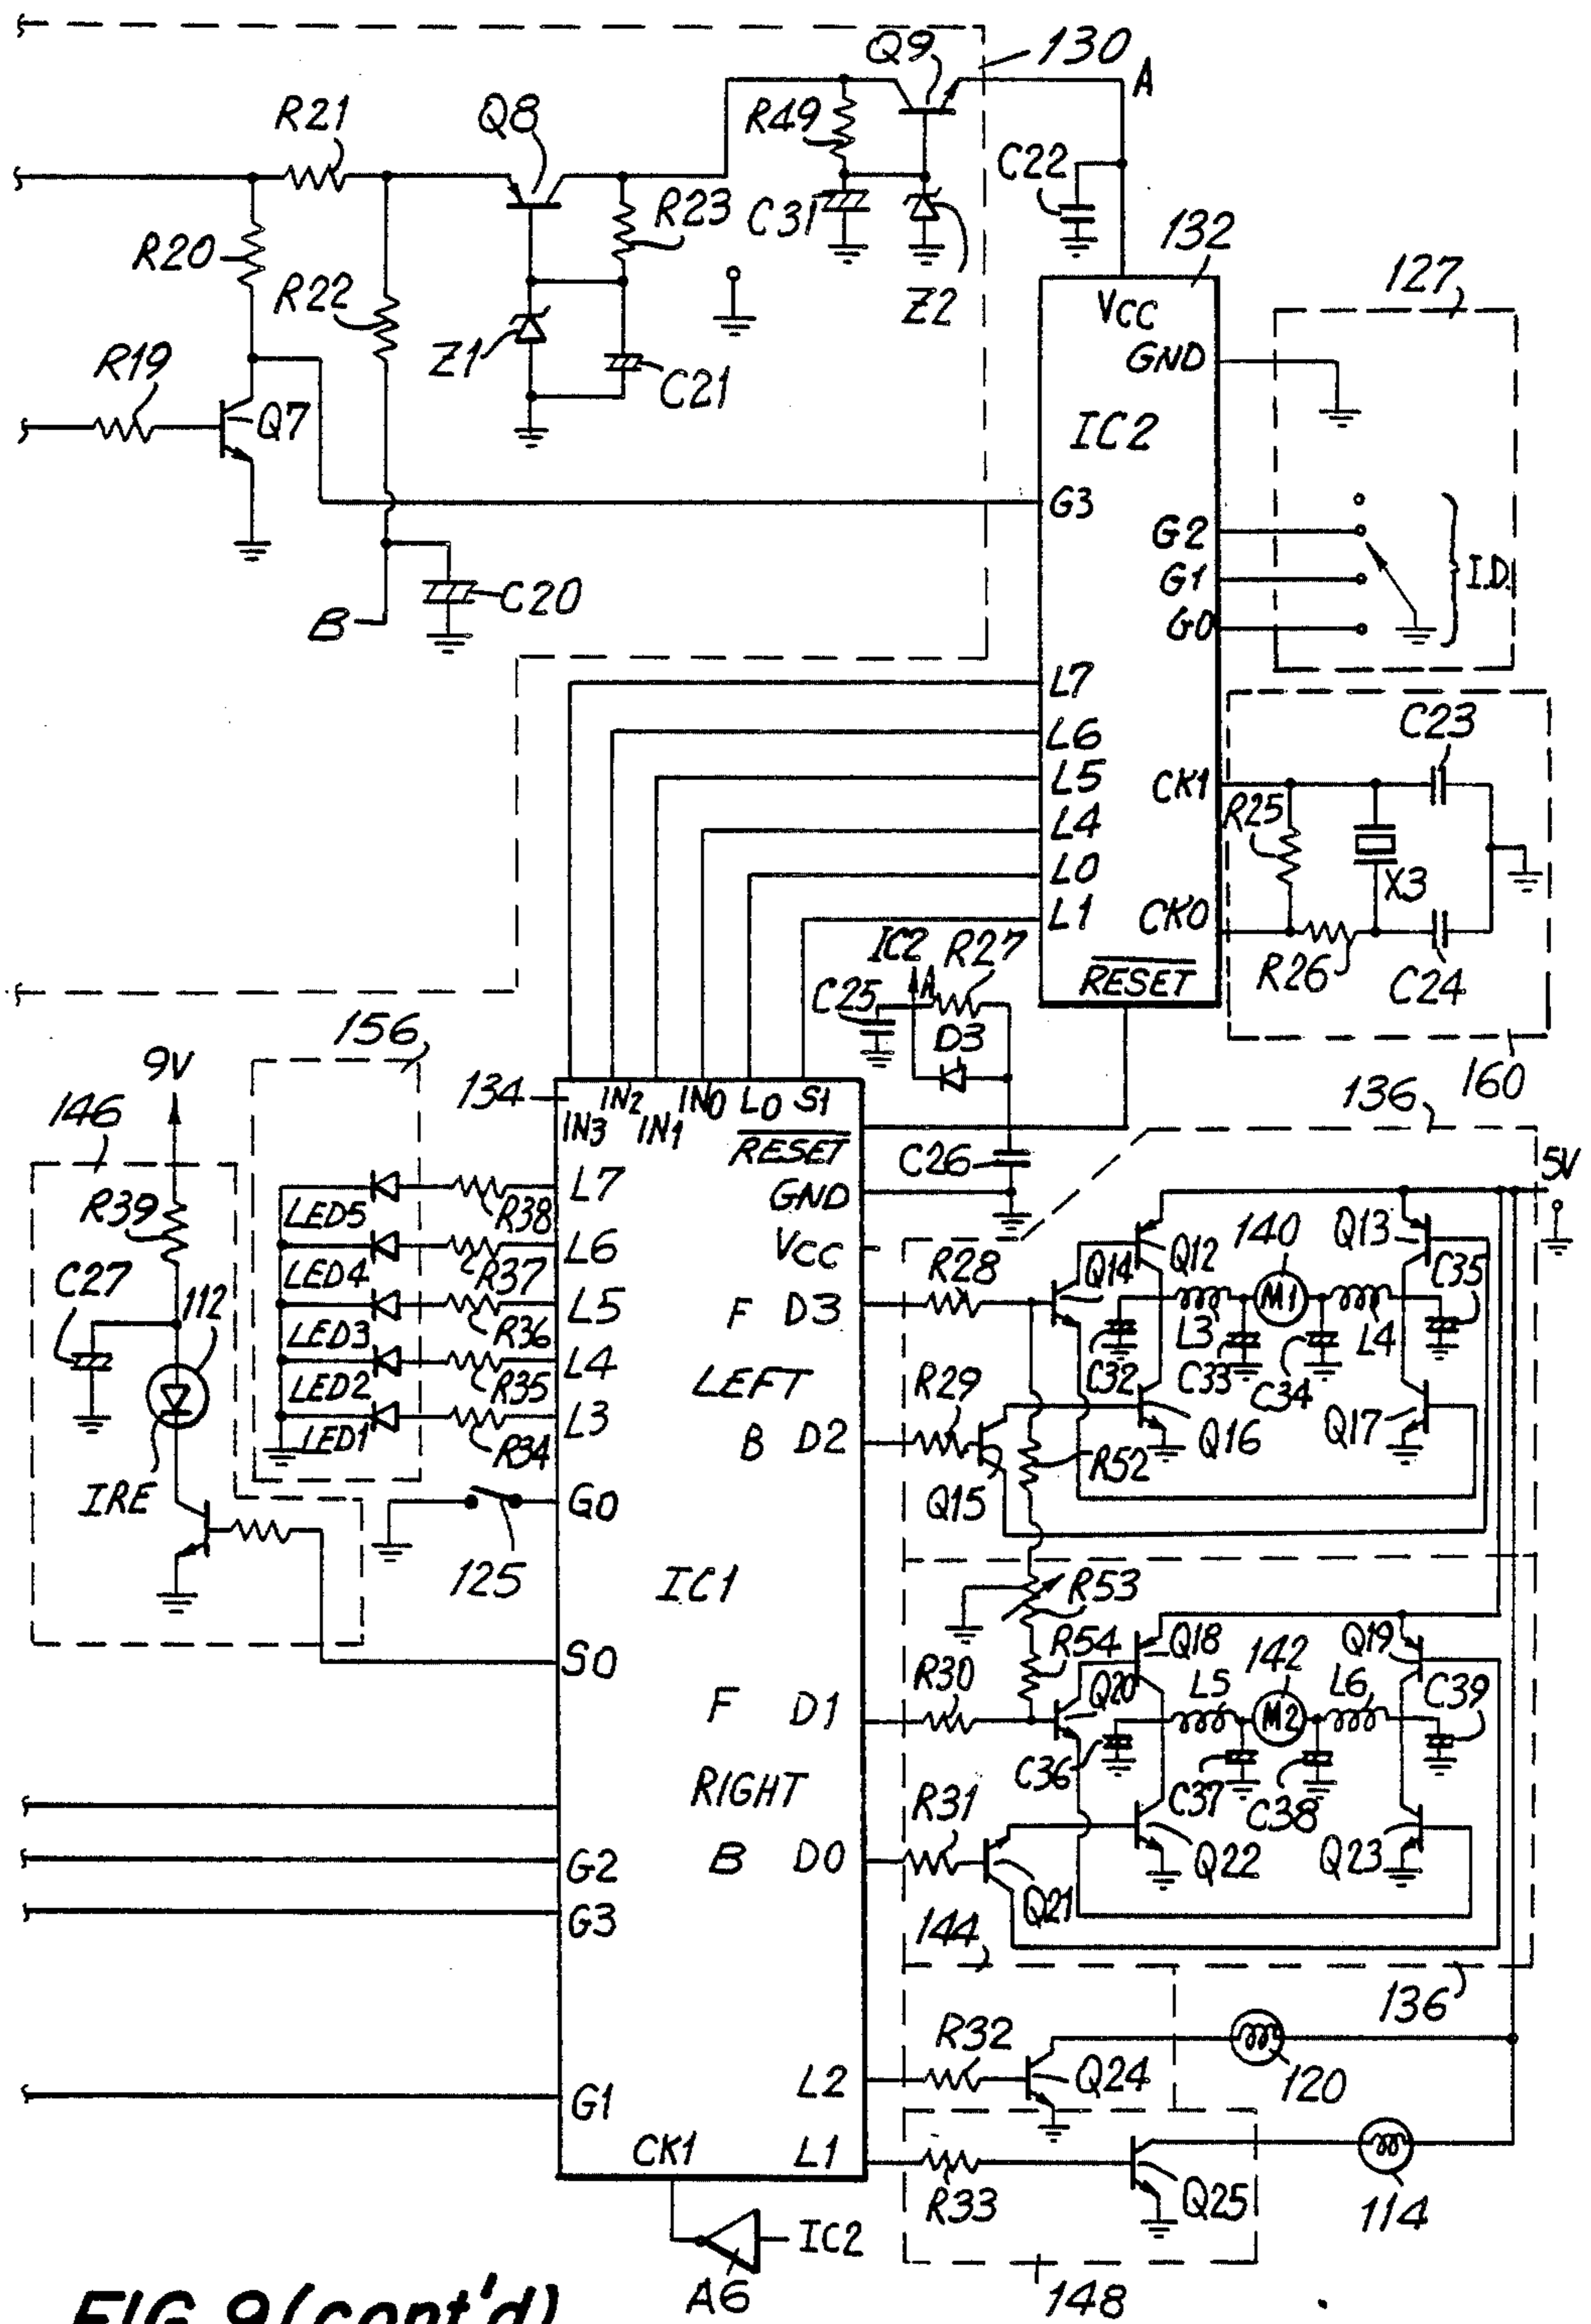 Q9 130 A
R21 Q8 R49
C22
R23 C31 132
R20 R22 Z2 127
VCC
GND
R19 Z1 C21
Q7 IC2
G3
G2
C20 G1 I.D.
B G0
L7
C23
L6
L5 CK1
R25
L4
L0 X3
L1 CK0
IC2 R27 R26 C24
A RESET
C25
156 D3
9V 160
134 136
146 IN3 IN2 IN1 IN0 L0 S1
RESET C26
L7 GND 5V
R39 LED5 R38
L6 VCC Q14 Q12 140 Q13
C27 LED4 R37 R28 C35
112 L5 F D3 M1
LED3 R36 L3 L4
L4 LEFT C32 C33 C34
LED2 R35 R29
L3 B D2 Q16 Q17
LED1 R34 R52
IRE G0 Q15
125 IC1 R53
S0 R54 Q18 Q19
R30 Q20 L5 142 L6 C39
F D1 M2
C36
RIGHT R31 C37 C38
B D0 Q22 Q23
G2 Q21
G3 144
136
R32
L2 Q24 120
G1
CK1 L1
R33 Q25 114
IC2
A6 148
FIG. 9 (cont'd)